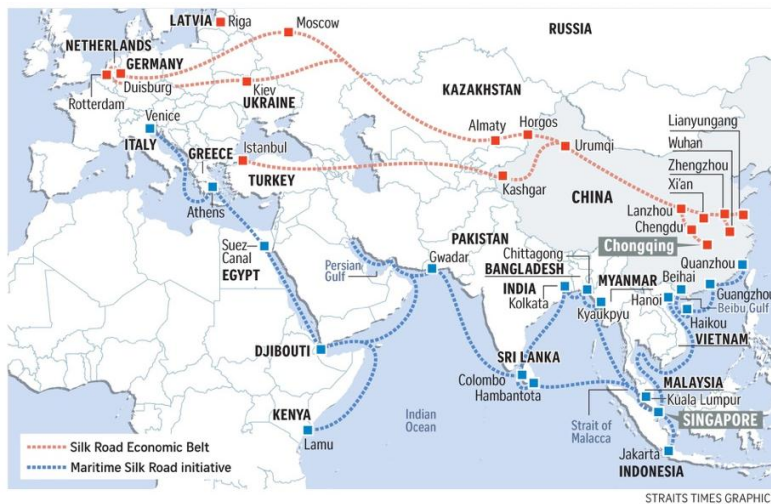 LATVIA
Riga
Moscow
RUSSIA
NETHERLANDS
GERMANY
Duisburg
Rotterdam
Kiev
UKRAINE
KAZAKHSTAN
Venice
ITALY
GREECE
Istanbul
TURKEY
Athens
Almaty
Horgos
Urumqi
Kashgar
Lianyungang
Wuhan
Zhengzhou
Xi'an
CHINA
Lanzhou
Chengdu
Chongqing
Suez
Canal
EGYPT
Persian
Gulf
PAKISTAN
Gwadar
Chittagong
BANGLADESH
INDIA
Kolkata
MYANMAR
Kyaukpyu
Hanoi
Beihai
Quanzhou
Guangzhou
Beibu Gulf
Haikou
VIETNAM
DJIBOUTI
SRI LANKA
Colombo
Hambantota
MALAYSIA
Kuala Lumpur
SINGAPORE
KENYA
Lamu
Indian
Ocean
Strait of
Malacca
Jakarta
INDONESIA
Silk Road Economic Belt
Maritime Silk Road initiative
STRAITS TIMES GRAPHIC